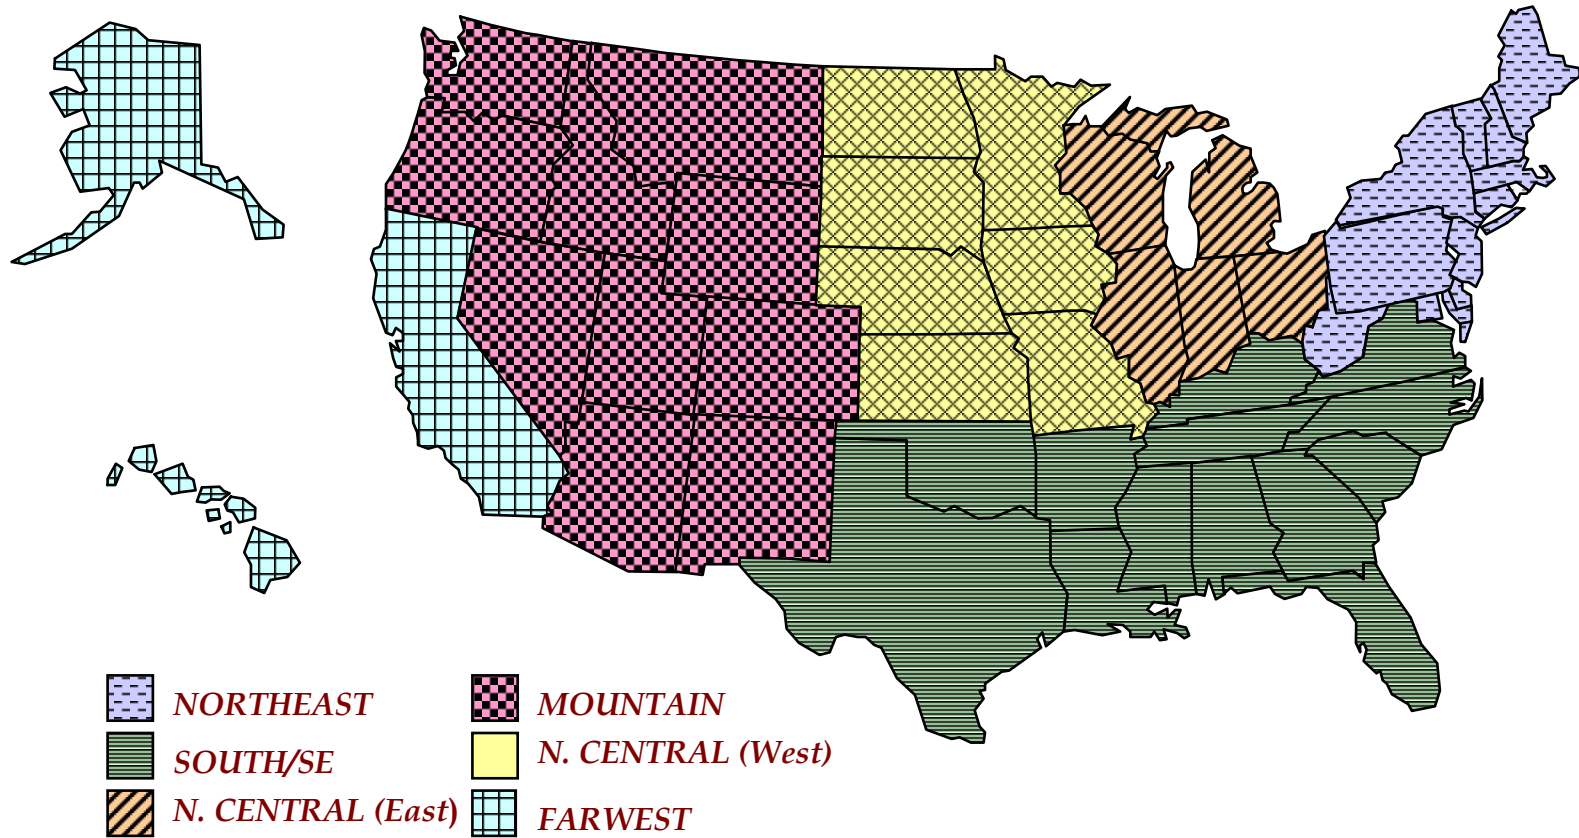 NORTHEAST
MOUNTAIN
SOUTH/SE
N. CENTRAL (West)
N. CENTRAL (East)
FARWEST